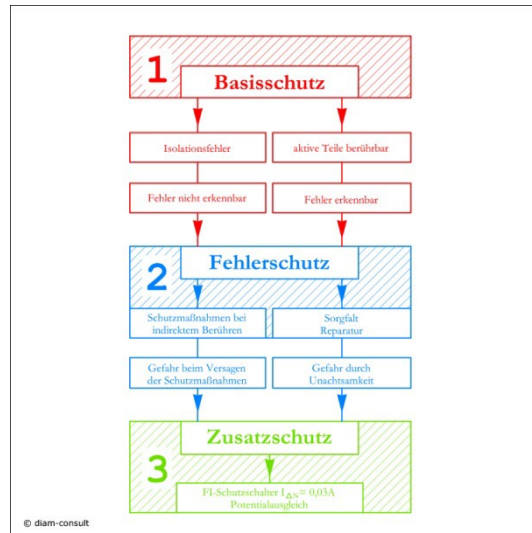 1
Basisschutz
Isolationsfehler
aktive Teile berührbar
Fehler nicht erkennbar
Fehler erkennbar
2
Fehlerschutz
Schutzmaßnahmen bei
indirektem Berühren
Sorgfalt
Reparatur
Gefahr beim Versagen
der Schutzmaßnahmen
Gefahr durch
Unachtsamkeit
3
Zusatzschutz
FI-Schutzschalter I ΔN = 0,03A
Potentialausgleich
© diam-consult